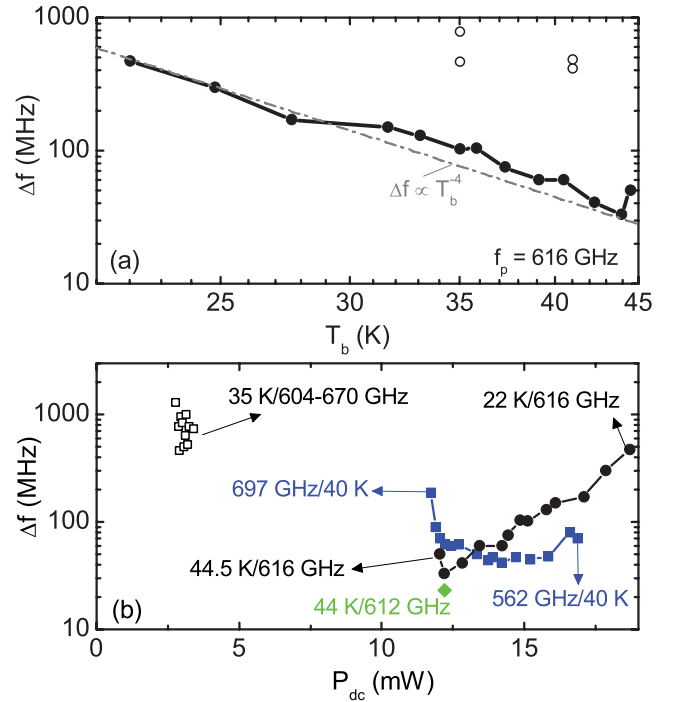 1000
100
10
Δf (MHz)
Δf ∝ T_b^-4
(a)
f_p = 616 GHz
25 30 35 40 45
T_b (K)
1000
100
10
Δf (MHz)
35 K/604-670 GHz
22 K/616 GHz
697 GHz/40 K
44.5 K/616 GHz
562 GHz/40 K
44 K/612 GHz
(b)
0 5 10 15
P_dc (mW)